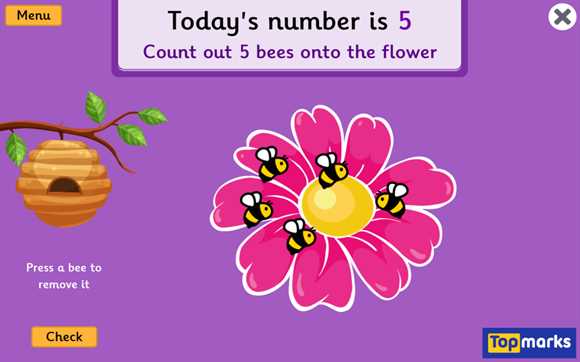 Menu
Today's number is 5
Count out 5 bees onto the flower
Press a bee to
remove it
Check
Topmarks